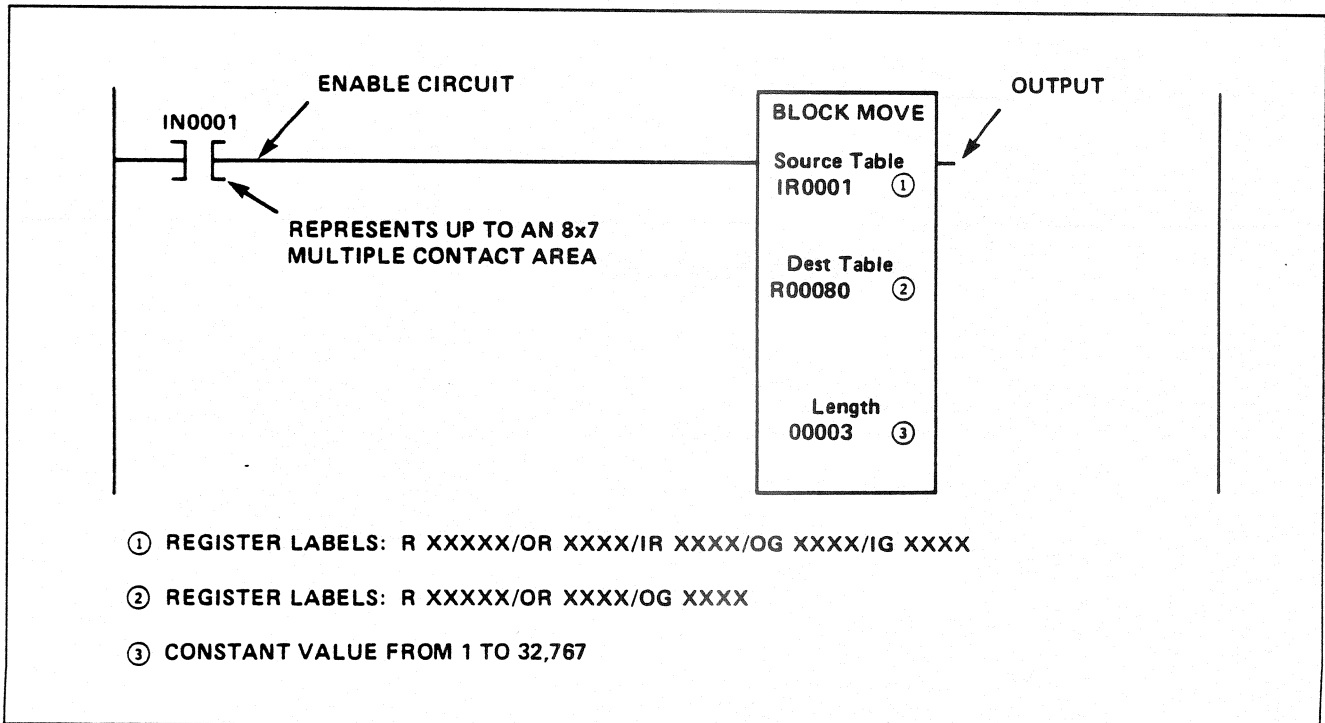 ENABLE CIRCUIT
OUTPUT
IN0001
BLOCK MOVE
Source Table
IR0001 ①
REPRESENTS UP TO AN 8x7
MULTIPLE CONTACT AREA
Dest Table
R00080 ②
Length
00003 ③
① REGISTER LABELS: R XXXXX/OR XXXX/IR XXXX/OG XXXX/IG XXXX
② REGISTER LABELS: R XXXXX/OR XXXX/OG XXXX
③ CONSTANT VALUE FROM 1 TO 32,767